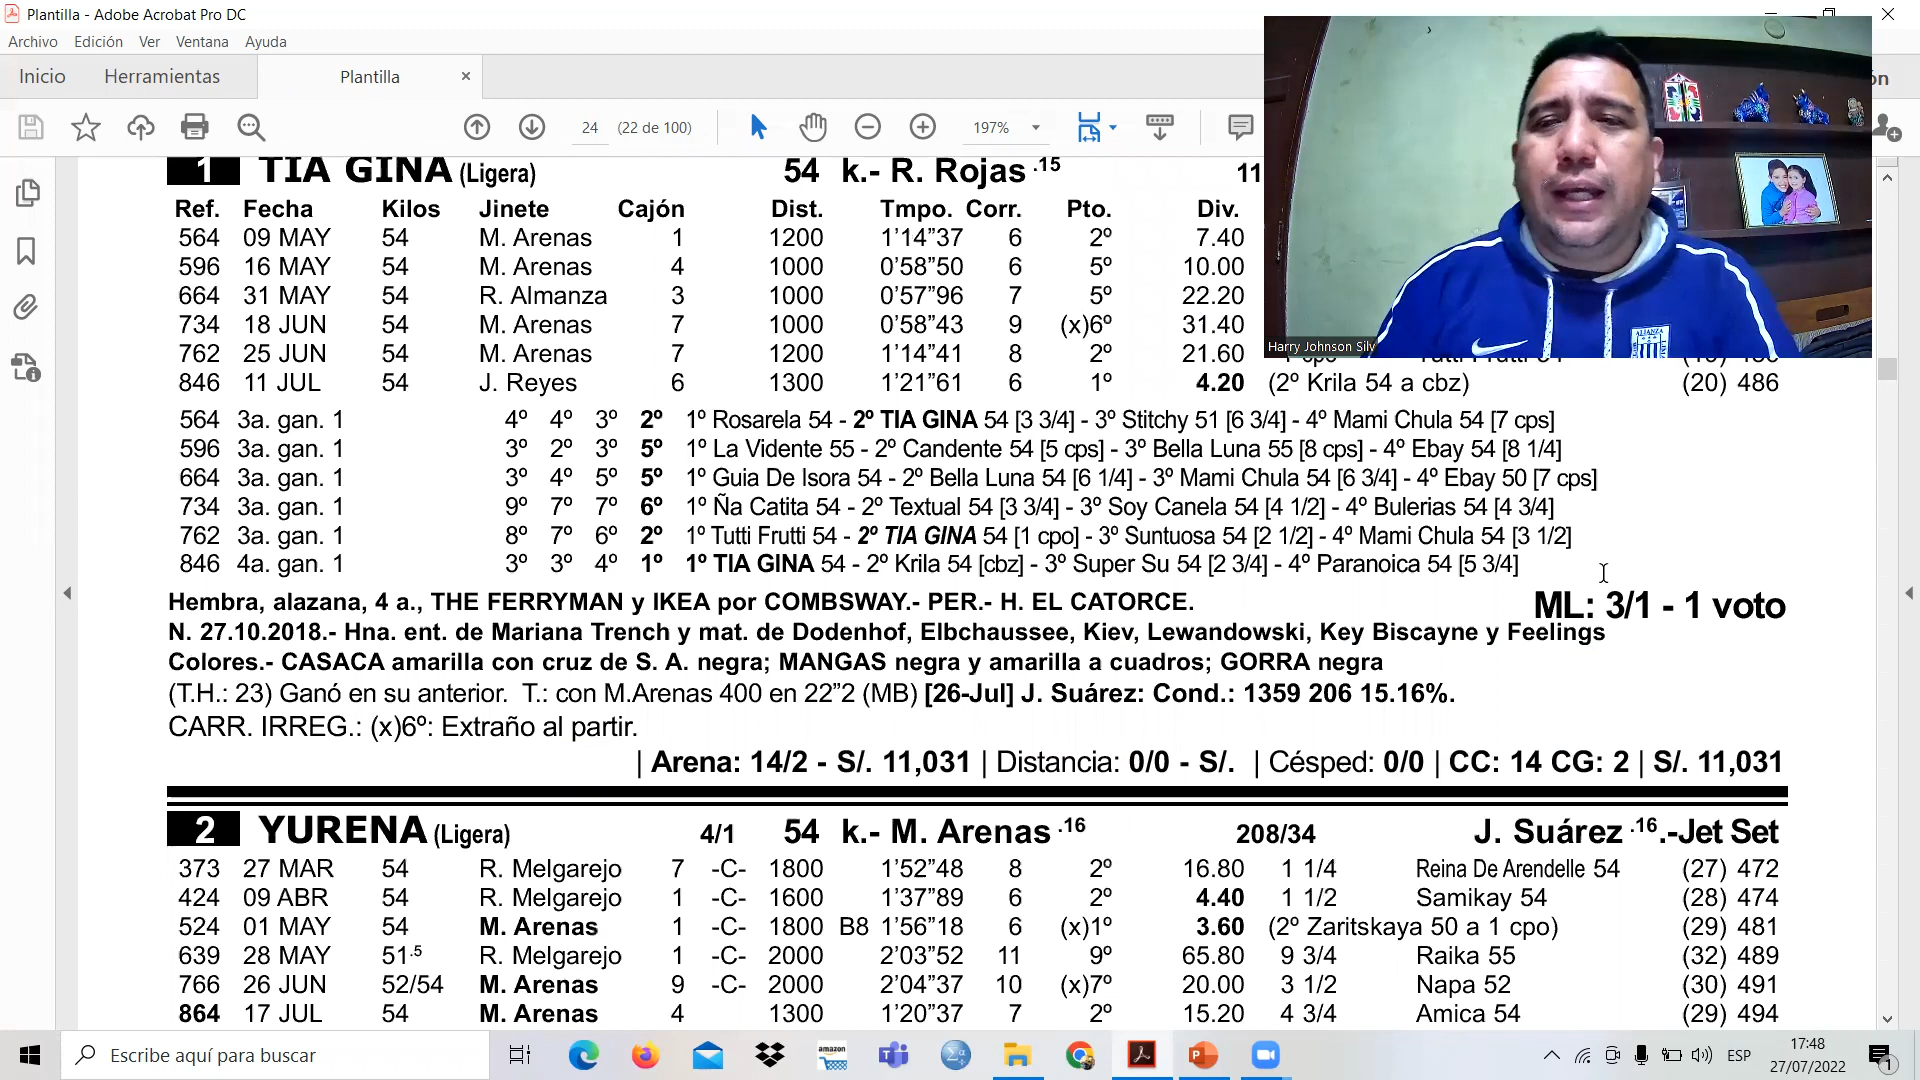 Plantilla - Adobe Acrobat Pro DC
Archivo Edición Ver Ventana Ayuda
Inicio Herramientas Plantilla ×
24 (22 de 100) 197%
1 TIA GINA (Ligera) 54 k.- R. Rojas .15 11
Ref. Fecha Kilos Jinete Cajón Dist. Tmpo. Corr. Pto. Div.
564 09 MAY 54 M. Arenas 1 1200 1’14”37 6 2º 7.40
596 16 MAY 54 M. Arenas 4 1000 0’58”50 6 5º 10.00
664 31 MAY 54 R. Almanza 3 1000 0’57”96 7 5º 22.20
734 18 JUN 54 M. Arenas 7 1000 0’58”43 9 (x)6º 31.40
Harry Johnson Silv
762 25 JUN 54 M. Arenas 7 1200 1’14”41 8 2º 21.60
846 11 JUL 54 J. Reyes 6 1300 1’21”61 6 1º 4.20 (2º Krila 54 a cbz) (20) 486
564 3a. gan. 1 4º 4º 3º 2º 1º Rosarela 54 - 2º TIA GINA 54 [3 3/4] - 3º Stitchy 51 [6 3/4] - 4º Mami Chula 54 [7 cps]
596 3a. gan. 1 3º 2º 3º 5º 1º La Vidente 55 - 2º Candente 54 [5 cps] - 3º Bella Luna 55 [8 cps] - 4º Ebay 54 [8 1/4]
664 3a. gan. 1 3º 4º 5º 5º 1º Guia De Isora 54 - 2º Bella Luna 54 [6 1/4] - 3º Mami Chula 54 [6 3/4] - 4º Ebay 50 [7 cps]
734 3a. gan. 1 9º 7º 7º 6º 1º Ña Catita 54 - 2º Textual 54 [3 3/4] - 3º Soy Canela 54 [4 1/2] - 4º Bulerias 54 [4 3/4]
762 3a. gan. 1 8º 7º 6º 2º 1º Tutti Frutti 54 - 2º TIA GINA 54 [1 cpo] - 3º Suntuosa 54 [2 1/2] - 4º Mami Chula 54 [3 1/2]
846 4a. gan. 1 3º 3º 4º 1º 1º TIA GINA 54 - 2º Krila 54 [cbz] - 3º Super Su 54 [2 3/4] - 4º Paranoica 54 [5 3/4]
Hembra, alazana, 4 a., THE FERRYMAN y IKEA por COMBSWAY.- PER.- H. EL CATORCE. ML: 3/1 - 1 voto
N. 27.10.2018.- Hna. ent. de Mariana Trench y mat. de Dodenhof, Elbchaussee, Kiev, Lewandowski, Key Biscayne y Feelings
Colores.- CASACA amarilla con cruz de S. A. negra; MANGAS negra y amarilla a cuadros; GORRA negra
(T.H.: 23) Ganó en su anterior. T.: con M.Arenas 400 en 22”2 (MB) [26-Jul] J. Suárez: Cond.: 1359 206 15.16%.
CARR. IRREG.: (x)6º: Extraño al partir.
| Arena: 14/2 - S/. 11,031 | Distancia: 0/0 - S/. | Césped: 0/0 | CC: 14 CG: 2 | S/. 11,031
2 YURENA (Ligera) 4/1 54 k.- M. Arenas .16 208/34 J. Suárez .16.-Jet Set
373 27 MAR 54 R. Melgarejo 7 -C- 1800 1’52”48 8 2º 16.80 1 1/4 Reina De Arendelle 54 (27) 472
424 09 ABR 54 R. Melgarejo 1 -C- 1600 1’37”89 6 2º 4.40 1 1/2 Samikay 54 (28) 474
524 01 MAY 54 M. Arenas 1 -C- 1800 B8 1’56”18 6 (x)1º 3.60 (2º Zaritskaya 50 a 1 cpo) (29) 481
639 28 MAY 51.5 R. Melgarejo 1 -C- 2000 2’03”52 11 9º 65.80 9 3/4 Raika 55 (32) 489
766 26 JUN 52/54 M. Arenas 9 -C- 2000 2’04”37 10 (x)7º 20.00 3 1/2 Napa 52 (30) 491
864 17 JUL 54 M. Arenas 4 1300 1’20”37 7 2º 15.20 4 3/4 Amica 54 (29) 494
Escribe aquí para buscar
amazon
ESP
17:48
27/07/2022
1